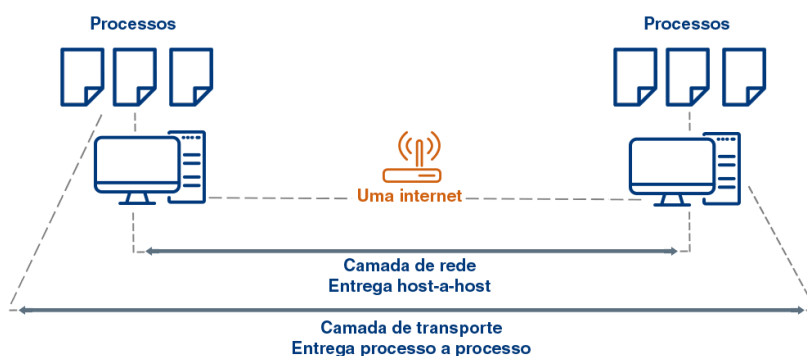 Processos
Processos
Uma internet
Camada de rede
Entrega host-a-host
Camada de transporte
Entrega processo a processo